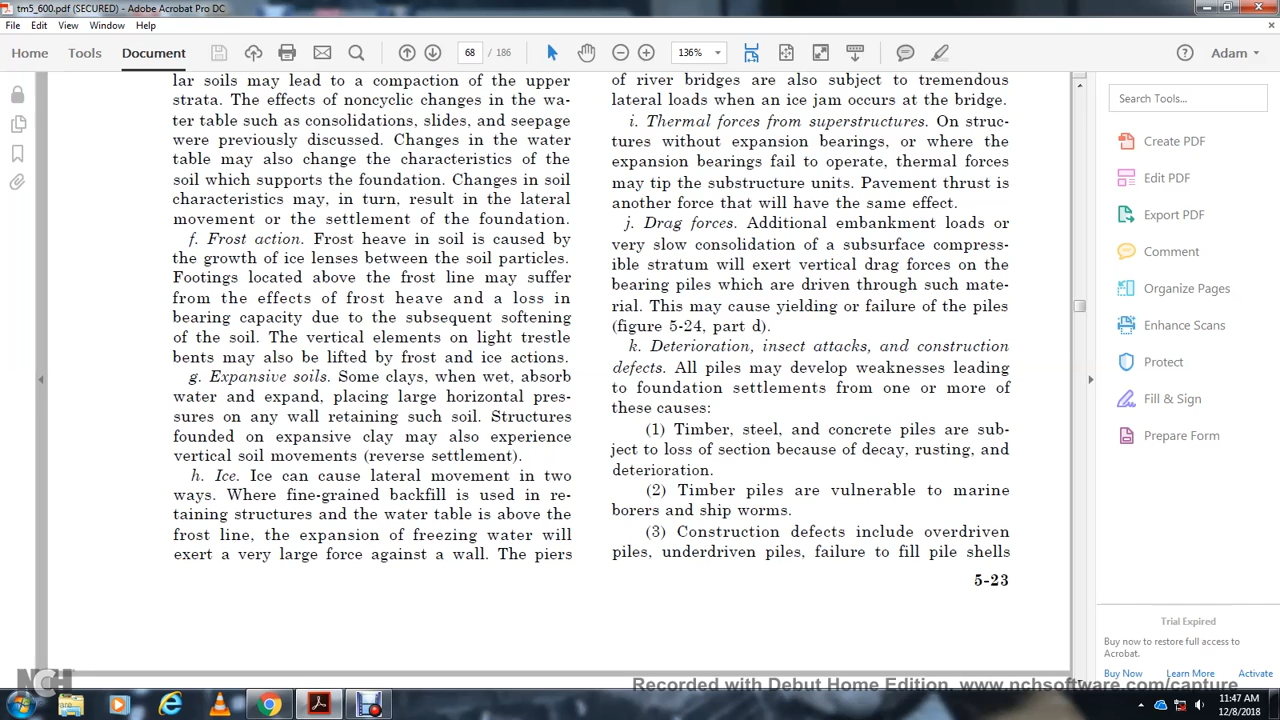 tm5_600.pdf (SECURED) - Adobe Acrobat Pro DC
File Edit View Window Help
Home Tools Document 68 / 186 136% Adam
lar soils may lead to a compaction of the upper
strata. The effects of noncyclic changes in the wa-
ter table such as consolidations, slides, and seepage
were previously discussed. Changes in the water
table may also change the characteristics of the
soil which supports the foundation. Changes in soil
characteristics may, in turn, result in the lateral
movement or the settlement of the foundation.
f. Frost action. Frost heave in soil is caused by
the growth of ice lenses between the soil particles.
Footings located above the frost line may suffer
from the effects of frost heave and a loss in
bearing capacity due to the subsequent softening
of the soil. The vertical elements on light trestle
bents may also be lifted by frost and ice actions.
g. Expansive soils. Some clays, when wet, absorb
water and expand, placing large horizontal pres-
sures on any wall retaining such soil. Structures
founded on expansive clay may also experience
vertical soil movements (reverse settlement).
h. Ice. Ice can cause lateral movement in two
ways. Where fine-grained backfill is used in re-
taining structures and the water table is above the
frost line, the expansion of freezing water will
exert a very large force against a wall. The piers
of river bridges are also subject to tremendous
lateral loads when an ice jam occurs at the bridge.
i. Thermal forces from superstructures. On struc-
tures without expansion bearings, or where the
expansion bearings fail to operate, thermal forces
may tip the substructure units. Pavement thrust is
another force that will have the same effect.
j. Drag forces. Additional embankment loads or
very slow consolidation of a subsurface compress-
ible stratum will exert vertical drag forces on the
bearing piles which are driven through such mate-
rial. This may cause yielding or failure of the piles
(figure 5-24, part d).
k. Deterioration, insect attacks, and construction
defects. All piles may develop weaknesses leading
to foundation settlements from one or more of
these causes:
(1) Timber, steel, and concrete piles are sub-
ject to loss of section because of decay, rusting, and
deterioration.
(2) Timber piles are vulnerable to marine
borers and ship worms.
(3) Construction defects include overdriven
piles, underdriven piles, failure to fill pile shells
5-23
Search Tools...
Create PDF
Edit PDF
Export PDF
Comment
Organize Pages
Enhance Scans
Protect
Fill & Sign
Prepare Form
Trial Expired
Buy now to restore full access to
Acrobat.
Buy Now Learn More Activate
NCH
Recorded with Debut Home Edition. www.nchsoftware.com/capture
11:47 AM
12/8/2018